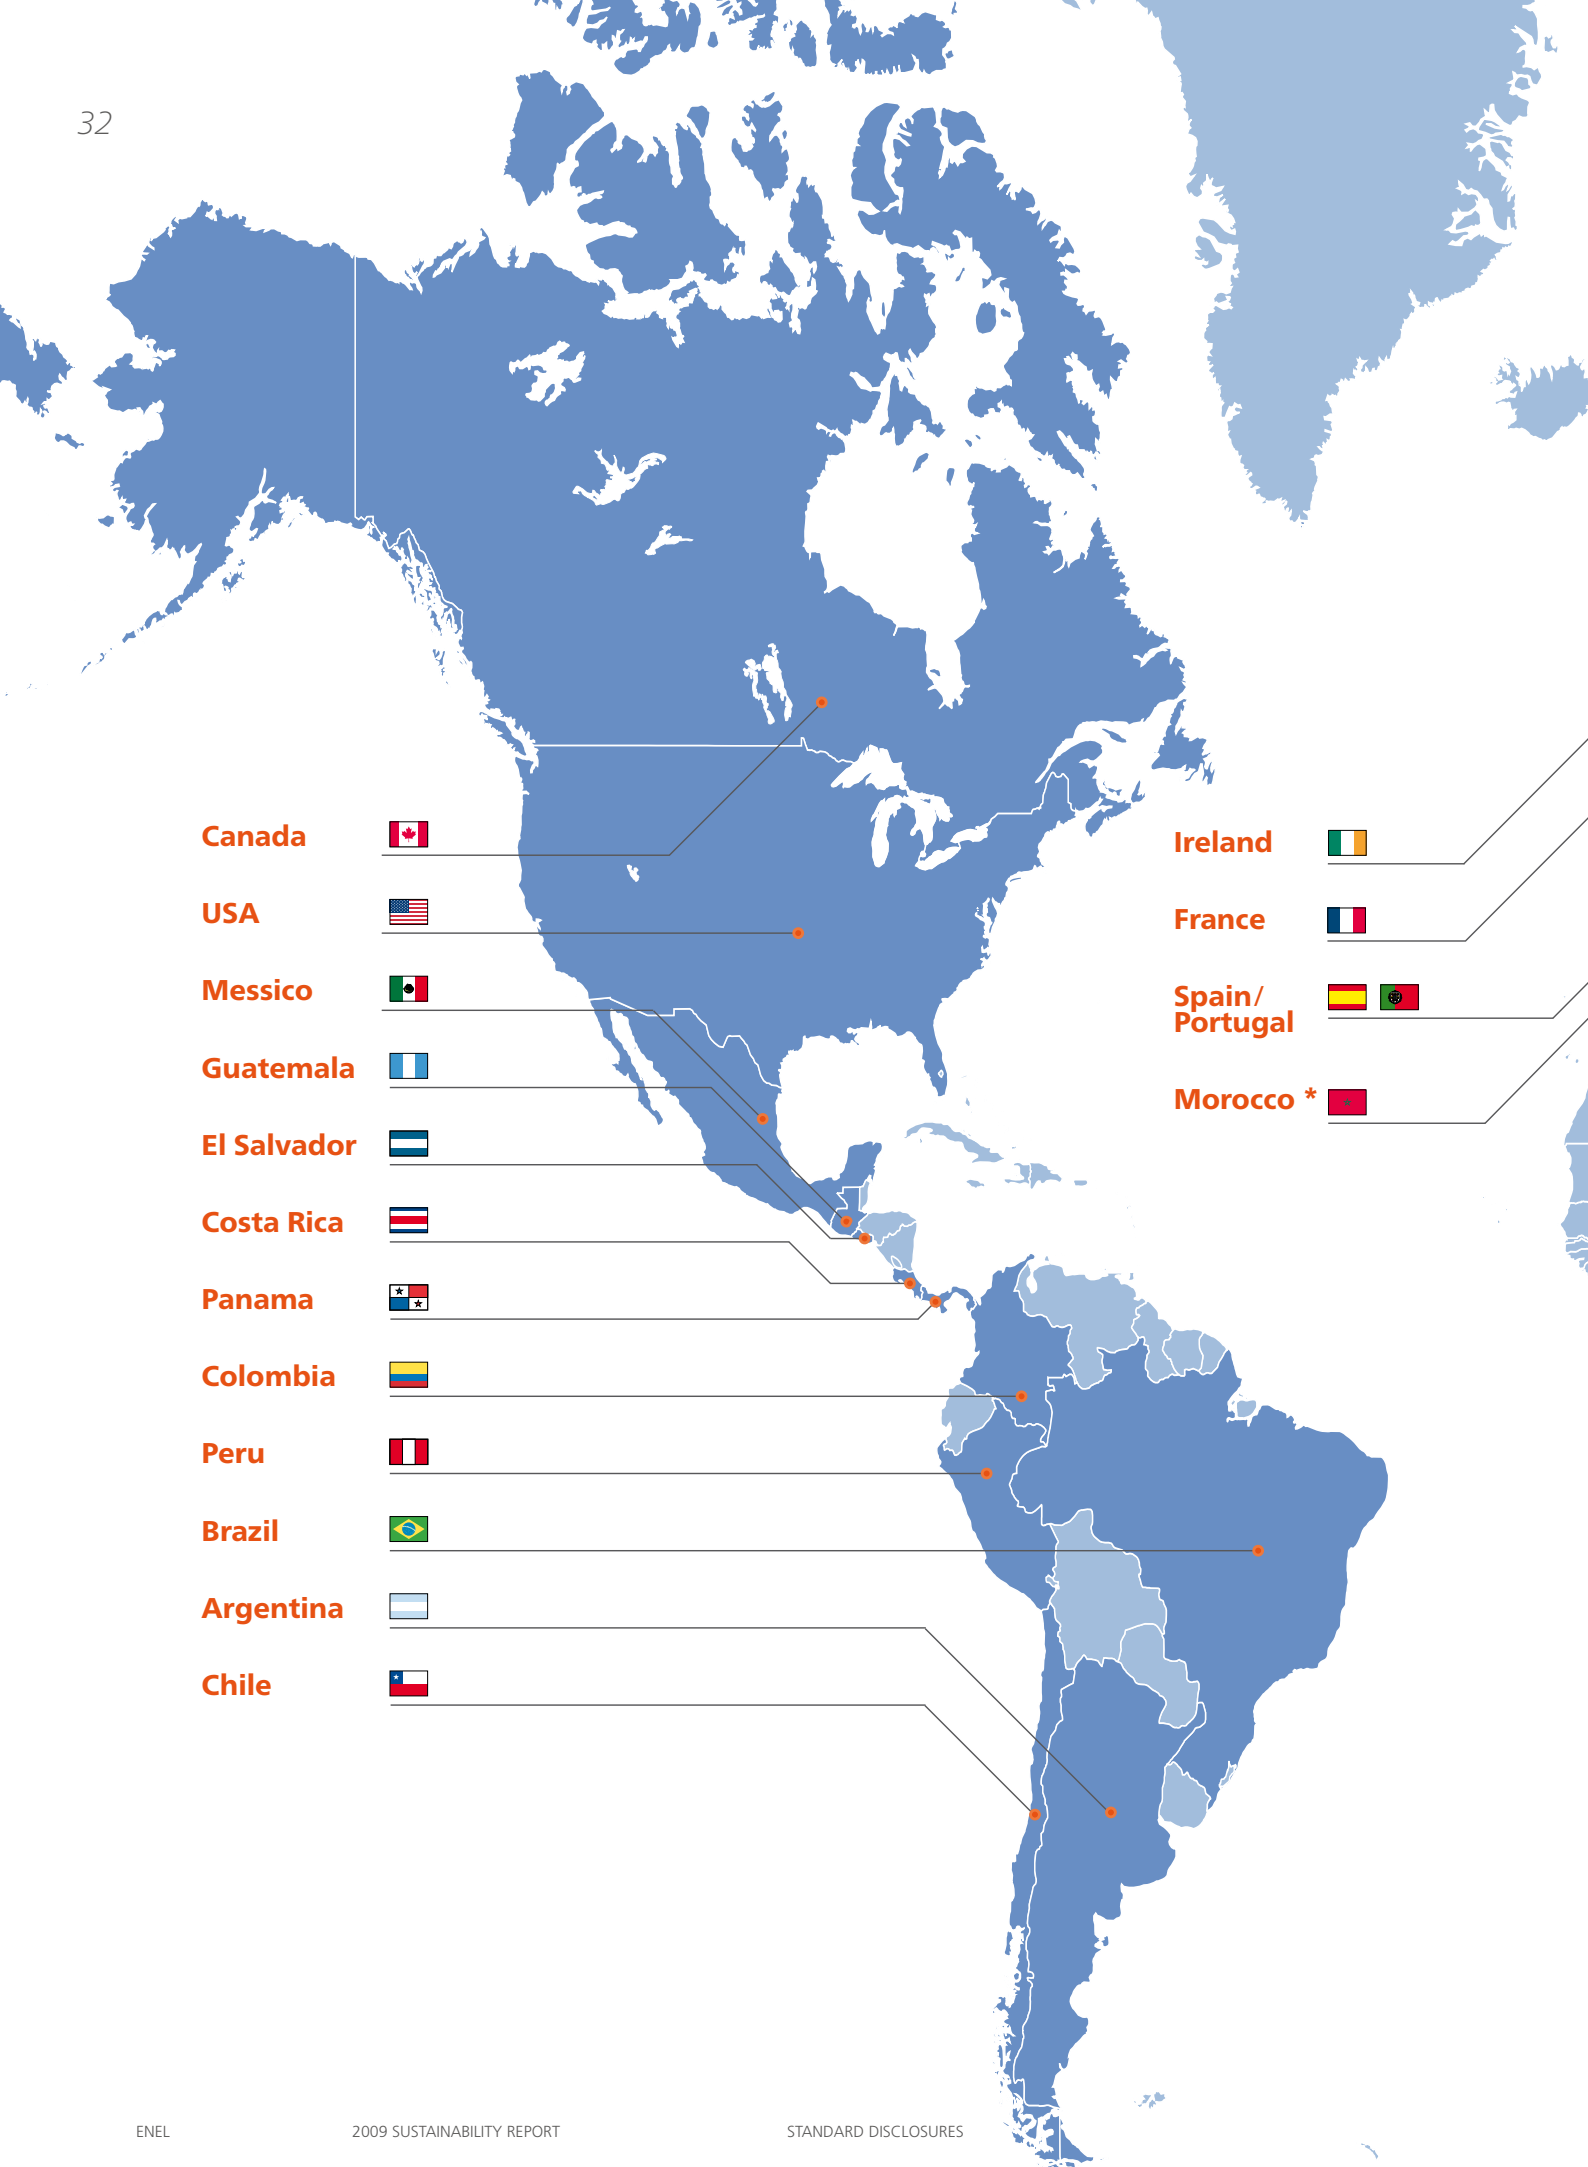 32
Canada
USA
Messico
Guatemala
El Salvador
Costa Rica
Panama
Colombia
Peru
Brazil
Argentina
Chile
Ireland
France
Spain/
Portugal
Morocco *
ENEL 2009 SUSTAINABILITY REPORT STANDARD DISCLOSURES